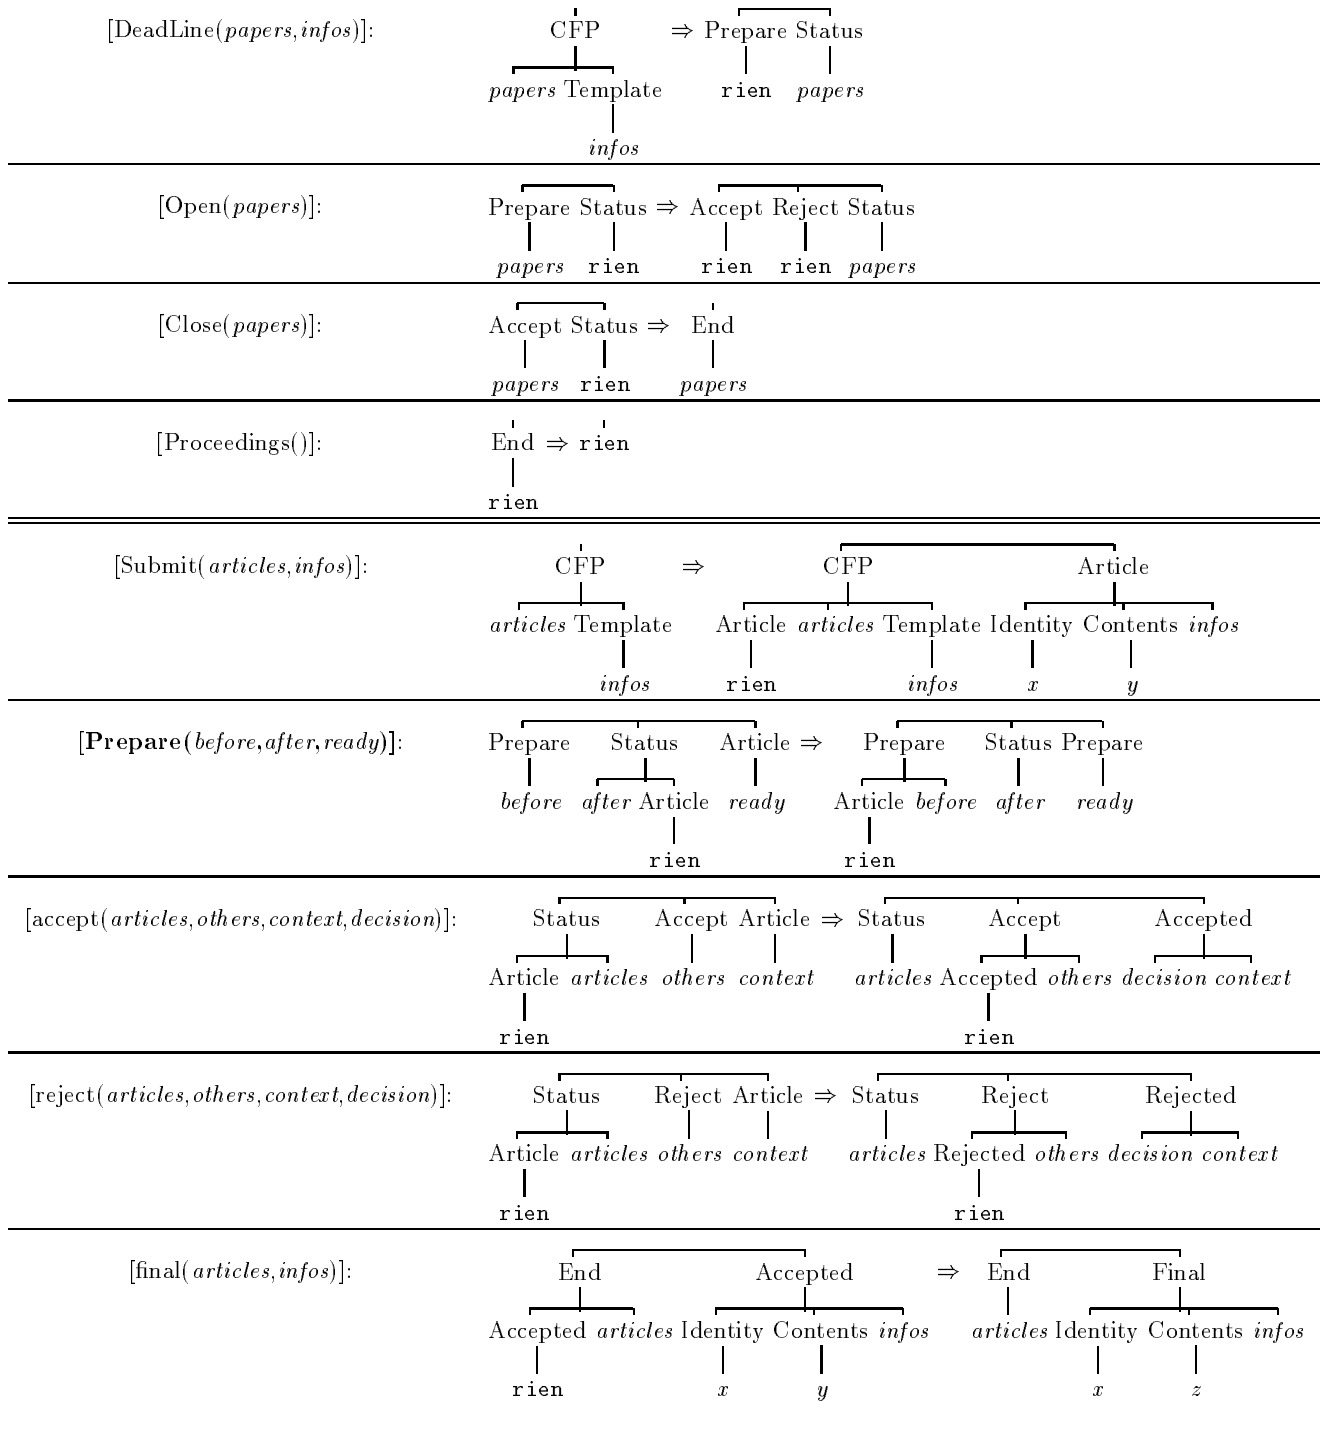 [DeadLine(papers,infos)]: CFP ⇒ Prepare Status
papers Template rien papers
infos
[Open(papers)]: Prepare Status ⇒ Accept Reject Status
papers rien rien rien papers
[Close(papers)]: Accept Status ⇒ End
papers rien papers
[Proceedings()]: End ⇒ rien
rien
[Submit(articles,infos)]: CFP ⇒ CFP Article
articles Template Article articles Template Identity Contents infos
infos rien infos x y
[Prepare(before,after,ready)]: Prepare Status Article ⇒ Prepare Status Prepare
before after Article ready Article before after ready
rien rien
[accept(articles,others,context,decision)]: Status Accept Article ⇒ Status Accept Accepted
Article articles others context articles Accepted others decision context
rien rien
[reject(articles,others,context,decision)]: Status Reject Article ⇒ Status Reject Rejected
Article articles others context articles Rejected others decision context
rien rien
[final(articles,infos)]: End Accepted ⇒ End Final
Accepted articles Identity Contents infos articles Identity Contents infos
rien x y x z